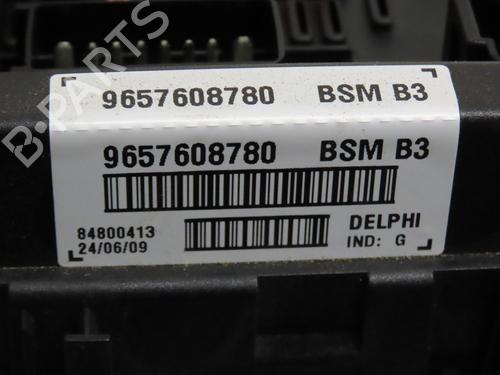 9657608780 BSM B3
9657608780 BSM B3
84800413
24/06/09
DELPHI
IND: G
B-PARTS